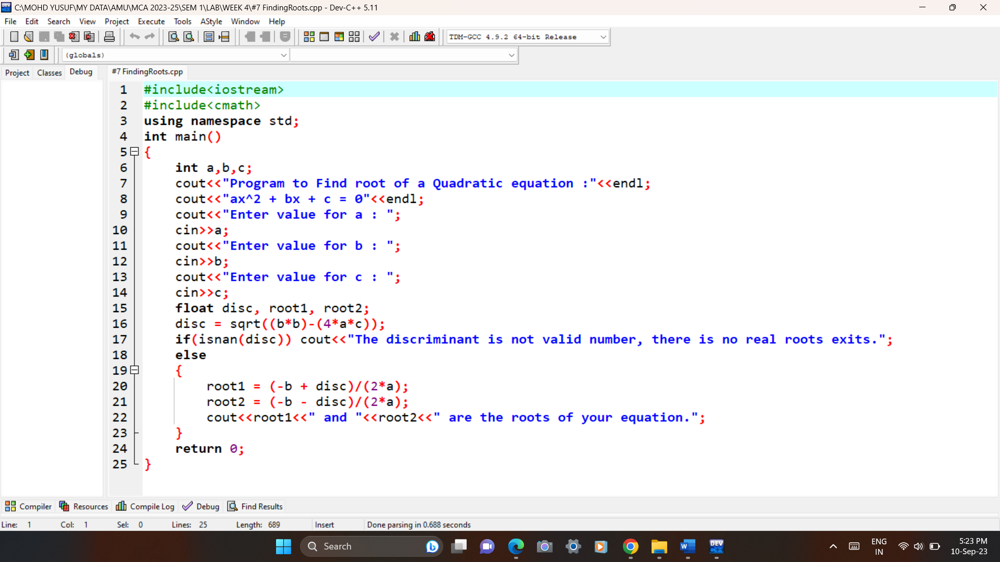 C:\MOHD YUSUF\MY DATA\AMU\MCA 2023-25\SEM 1\LAB\WEEK 4\#7 FindingRoots.cpp - Dev-C++ 5.11
File Edit Search View Project Execute Tools AStyle Window Help
TDM-GCC 4.9.2 64-bit Release
(globals)
Project Classes Debug #7 FindingRoots.cpp
1 #include<iostream>
2 #include<cmath>
3 using namespace std;
4 int main()
5 {
6 int a,b,c;
7 cout<<"Program to Find root of a Quadratic equation :"<<endl;
8 cout<<"ax^2 + bx + c = 0"<<endl;
9 cout<<"Enter value for a : ";
10 cin>>a;
11 cout<<"Enter value for b : ";
12 cin>>b;
13 cout<<"Enter value for c : ";
14 cin>>c;
15 float disc, root1, root2;
16 disc = sqrt((b*b)-(4*a*c));
17 if(isnan(disc)) cout<<"The discriminant is not valid number, there is no real roots exits.";
18 else
19 {
20 root1 = (-b + disc)/(2*a);
21 root2 = (-b - disc)/(2*a);
22 cout<<root1<<" and "<<root2<<" are the roots of your equation.";
23 }
24 return 0;
25 }
Compiler Resources Compile Log Debug Find Results
Line: 1 Col: 1 Sel: 0 Lines: 25 Length: 689 Insert Done parsing in 0.688 seconds
Search
DEV C++
ENG IN
5:23 PM
10-Sep-23